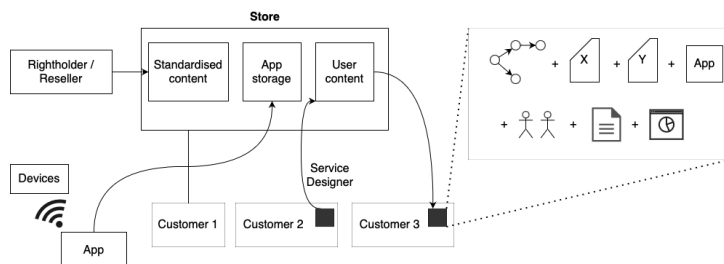 Store
Rightholder /
Reseller
Standardised
content
App
storage
User
content
X
Y
App
+
+
+
+
+
+
Service
Designer
Devices
App
Customer 1
Customer 2
Customer 3